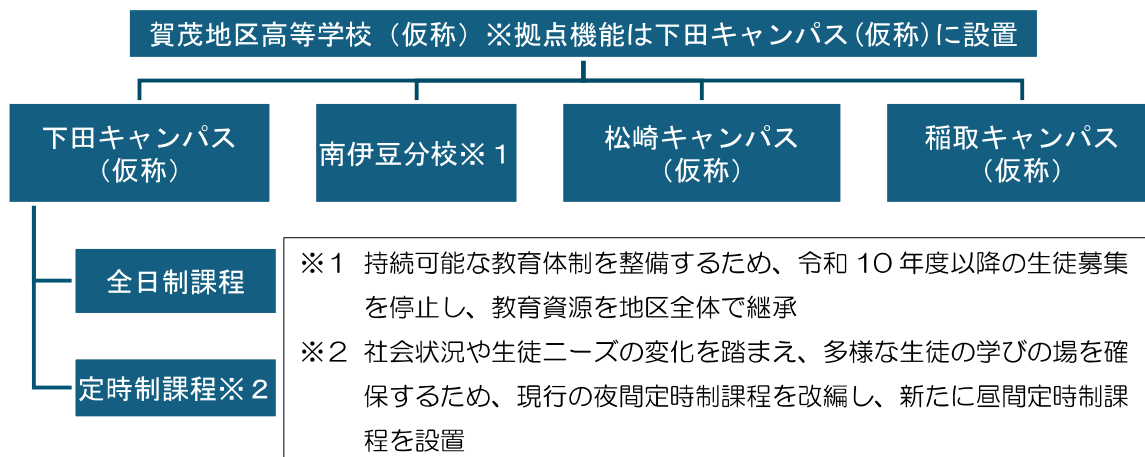 賀茂地区高等学校（仮称）※拠点機能は下田キャンパス(仮称)に設置
下田キャンパス
（仮称）
南伊豆分校※１
松崎キャンパス
（仮称）
稲取キャンパス
（仮称）
全日制課程
定時制課程※２
※１ 持続可能な教育体制を整備するため、令和 10 年度以降の生徒募集
を停止し、教育資源を地区全体で継承
※２ 社会状況や生徒ニーズの変化を踏まえ、多様な生徒の学びの場を確
保するため、現行の夜間定時制課程を改編し、新たに昼間定時制課
程を設置